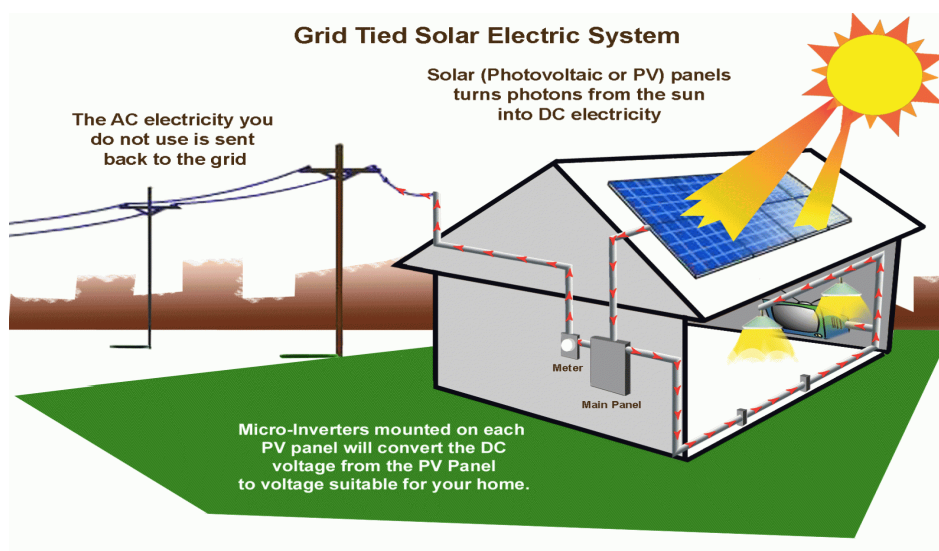 Grid Tied Solar Electric System
Solar (Photovoltaic or PV) panels
turns photons from the sun
into DC electricity
The AC electricity you
do not use is sent
back to the grid
Meter
Main Panel
Micro-Inverters mounted on each
PV panel will convert the DC
voltage from the PV Panel
to voltage suitable for your home.